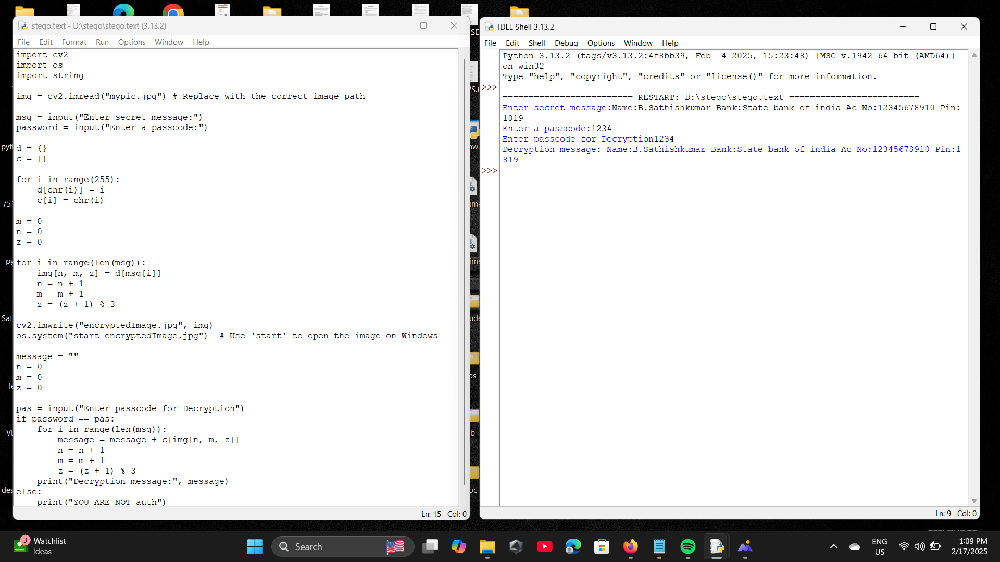 stego.text - D:\stego\stego.text (3.13.2)
File Edit Format Run Options Window Help
import cv2
import os
import string
img = cv2.imread("mypic.jpg") # Replace with the correct image path
msg = input("Enter secret message:")
password = input("Enter a passcode:")
d = {}
c = {}
for i in range(255):
    d[chr(i)] = i
    c[i] = chr(i)
m = 0
n = 0
z = 0
for i in range(len(msg)):
    img[n, m, z] = d[msg[i]]
    n = n + 1
    m = m + 1
    z = (z + 1) % 3
cv2.imwrite("encryptedImage.jpg", img)
os.system("start encryptedImage.jpg")  # Use 'start' to open the image on Windows
message = ""
n = 0
m = 0
z = 0
pas = input("Enter passcode for Decryption")
if password == pas:
    for i in range(len(msg)):
        message = message + c[img[n, m, z]]
        n = n + 1
        m = m + 1
        z = (z + 1) % 3
    print("Decryption message:", message)
else:
    print("YOU ARE NOT auth")
Ln: 15 Col: 0
IDLE Shell 3.13.2
File Edit Shell Debug Options Window Help
Python 3.13.2 (tags/v3.13.2:4f8bb39, Feb  4 2025, 15:23:48) [MSC v.1942 64 bit (AMD64)]
on win32
Type "help", "copyright", "credits" or "license()" for more information.
>>>
========================= RESTART: D:\stego\stego.text =========================
Enter secret message:Name:B.Sathishkumar Bank:State bank of india Ac No:12345678910 Pin:
1819
Enter a passcode:1234
Enter passcode for Decryption1234
Decryption message: Name:B.Sathishkumar Bank:State bank of india Ac No:12345678910 Pin:1
819
>>>
Ln: 9 Col: 0
3
Watchlist
Ideas
Search
ENG
US
1:09 PM
2/17/2025